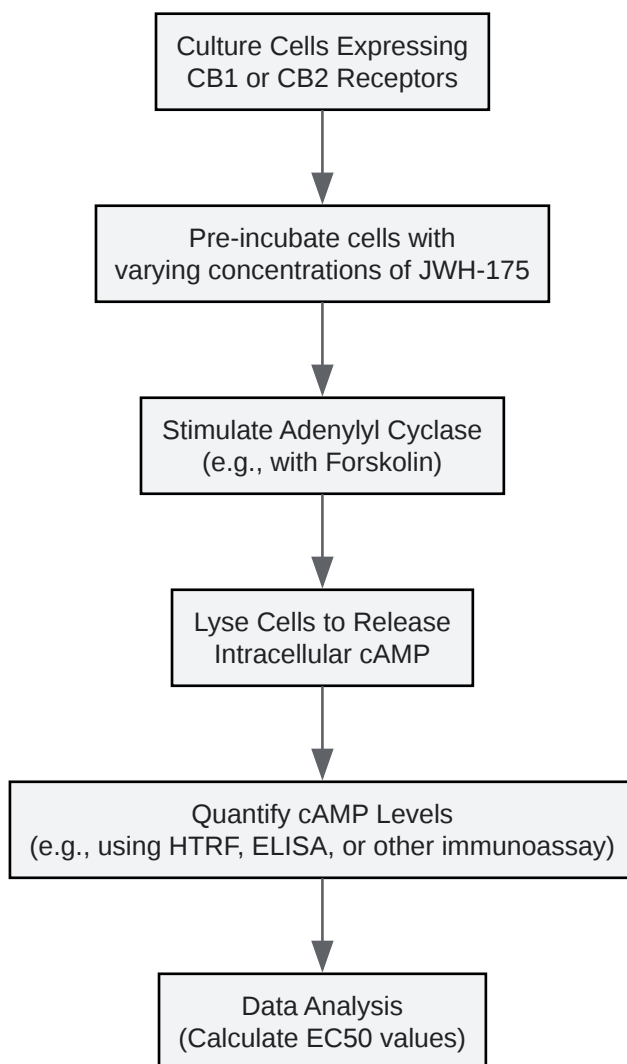 Culture Cells Expressing
CB1 or CB2 Receptors
Pre-incubate cells with
varying concentrations of JWH-175
Stimulate Adenylyl Cyclase
(e.g., with Forskolin)
Lyse Cells to Release
Intracellular cAMP
Quantify cAMP Levels
(e.g., using HTRF, ELISA, or other immunoassay)
Data Analysis
(Calculate EC50 values)